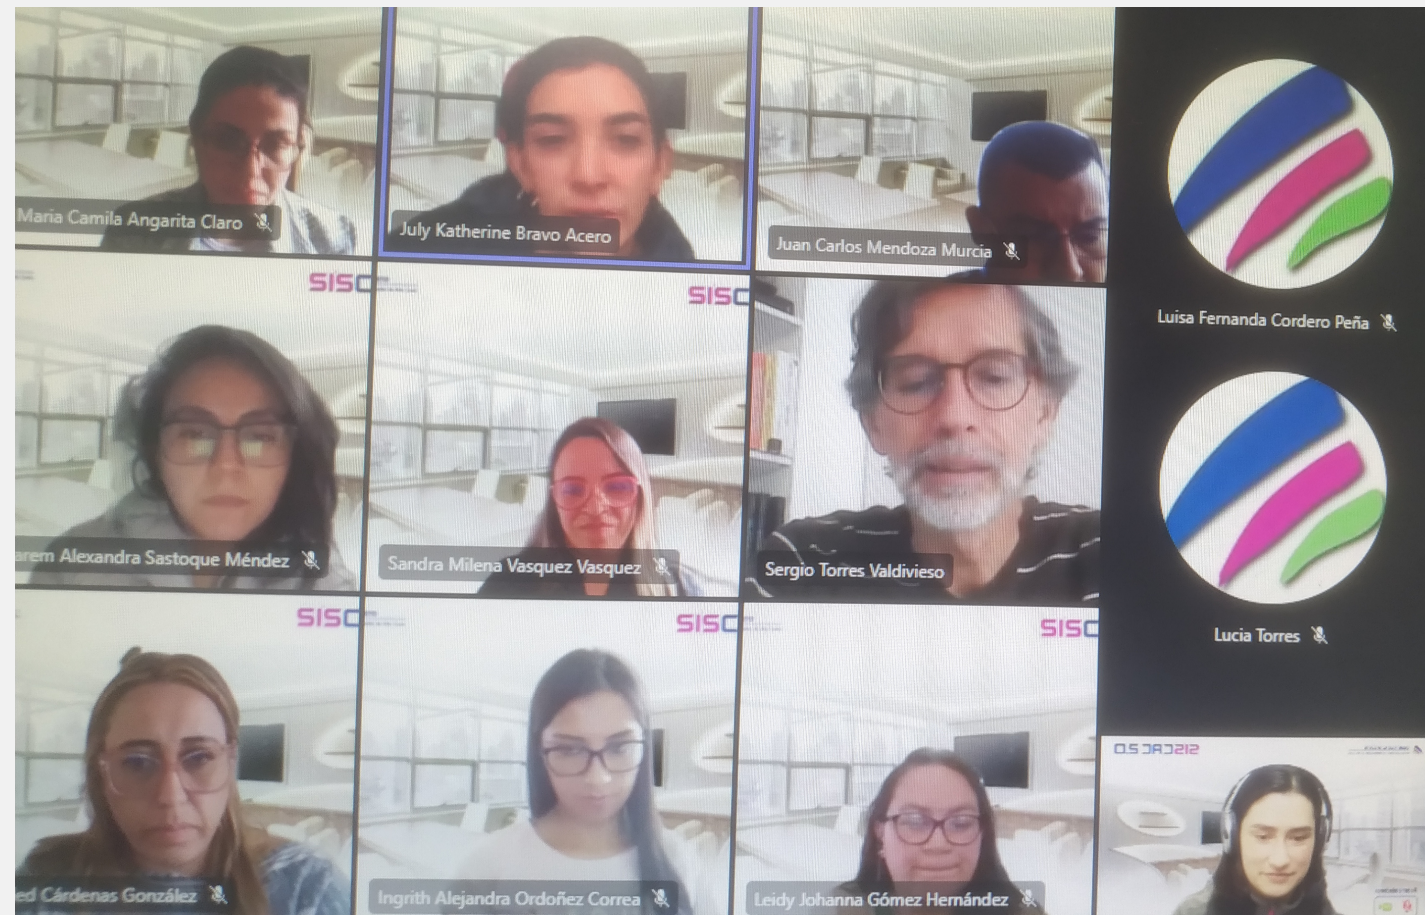 María Camila Angarita Claro
July Katherine Bravo Acero
Juan Carlos Mendoza Murcia
Luisa Fernanda Cordero Peña
SISC
SISC
arem Alexandra Sastoque Méndez
Sandra Milena Vasquez Vasquez
Sergio Torres Valdivieso
Lucia Torres
SISC
SISC
SISC
ed Cárdenas González
Ingrith Alejandra Ordoñez Correa
Leidy Johanna Gómez Hernández
SISCAC 2.0